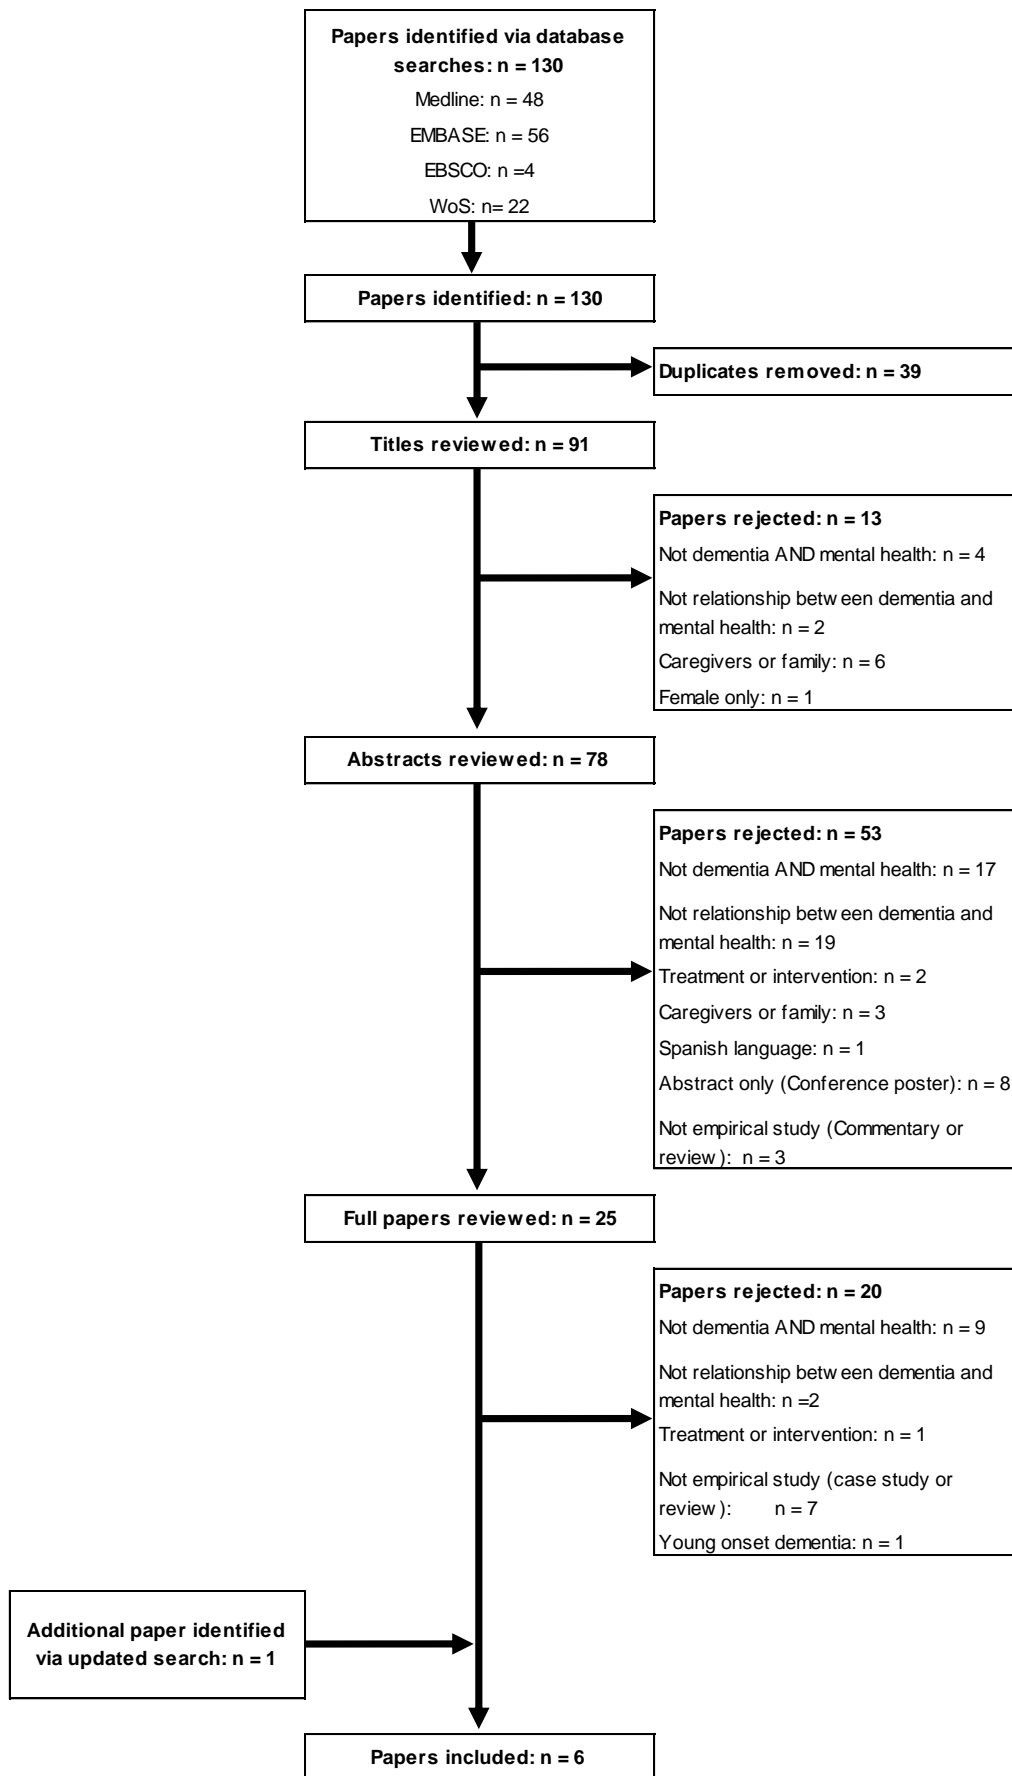 Papers identified via database
searches: n = 130
Medline: n = 48
EMBASE: n = 56
EBSCO: n =4
WoS: n= 22
Papers identified: n = 130
Duplicates removed: n = 39
Titles reviewed: n = 91
Papers rejected: n = 13
Not dementia AND mental health: n = 4
Not relationship between dementia and
mental health: n = 2
Caregivers or family: n = 6
Female only: n = 1
Abstracts reviewed: n = 78
Papers rejected: n = 53
Not dementia AND mental health: n = 17
Not relationship between dementia and
mental health: n = 19
Treatment or intervention: n = 2
Caregivers or family: n = 3
Spanish language: n = 1
Abstract only (Conference poster): n = 8
Not empirical study (Commentary or
review): n = 3
Full papers reviewed: n = 25
Papers rejected: n = 20
Not dementia AND mental health: n = 9
Not relationship between dementia and
mental health: n =2
Treatment or intervention: n = 1
Not empirical study (case study or
review): n = 7
Young onset dementia: n = 1
Additional paper identified
via updated search: n = 1
Papers included: n = 6